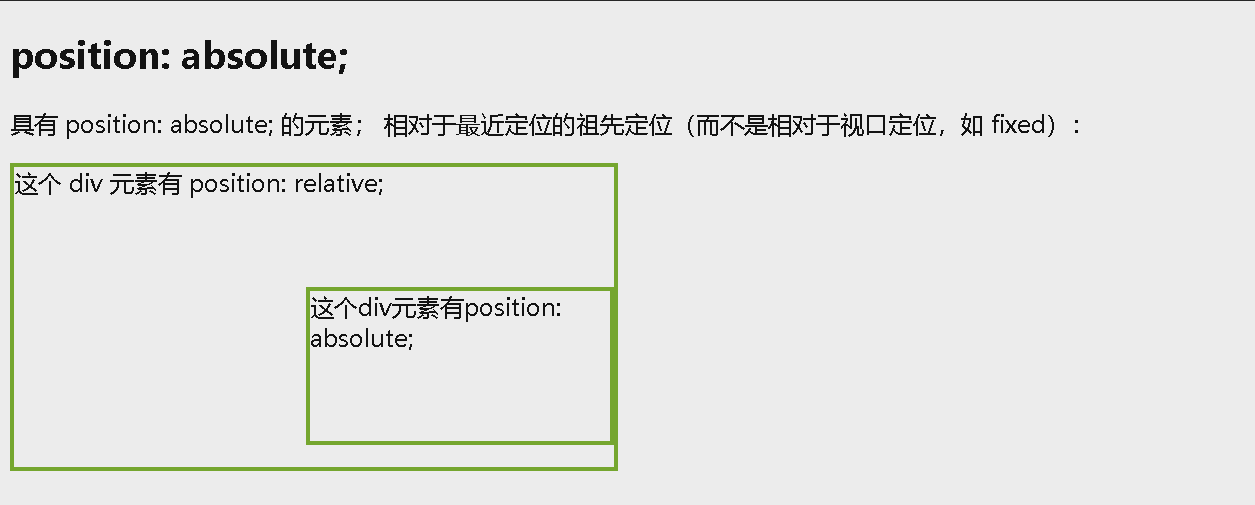 position: absolute;
具有 position: absolute; 的元素； 相对于最近定位的祖先定位（而不是相对于视口定位，如 fixed）:
这个 div 元素有 position: relative;
这个div元素有position:
absolute;